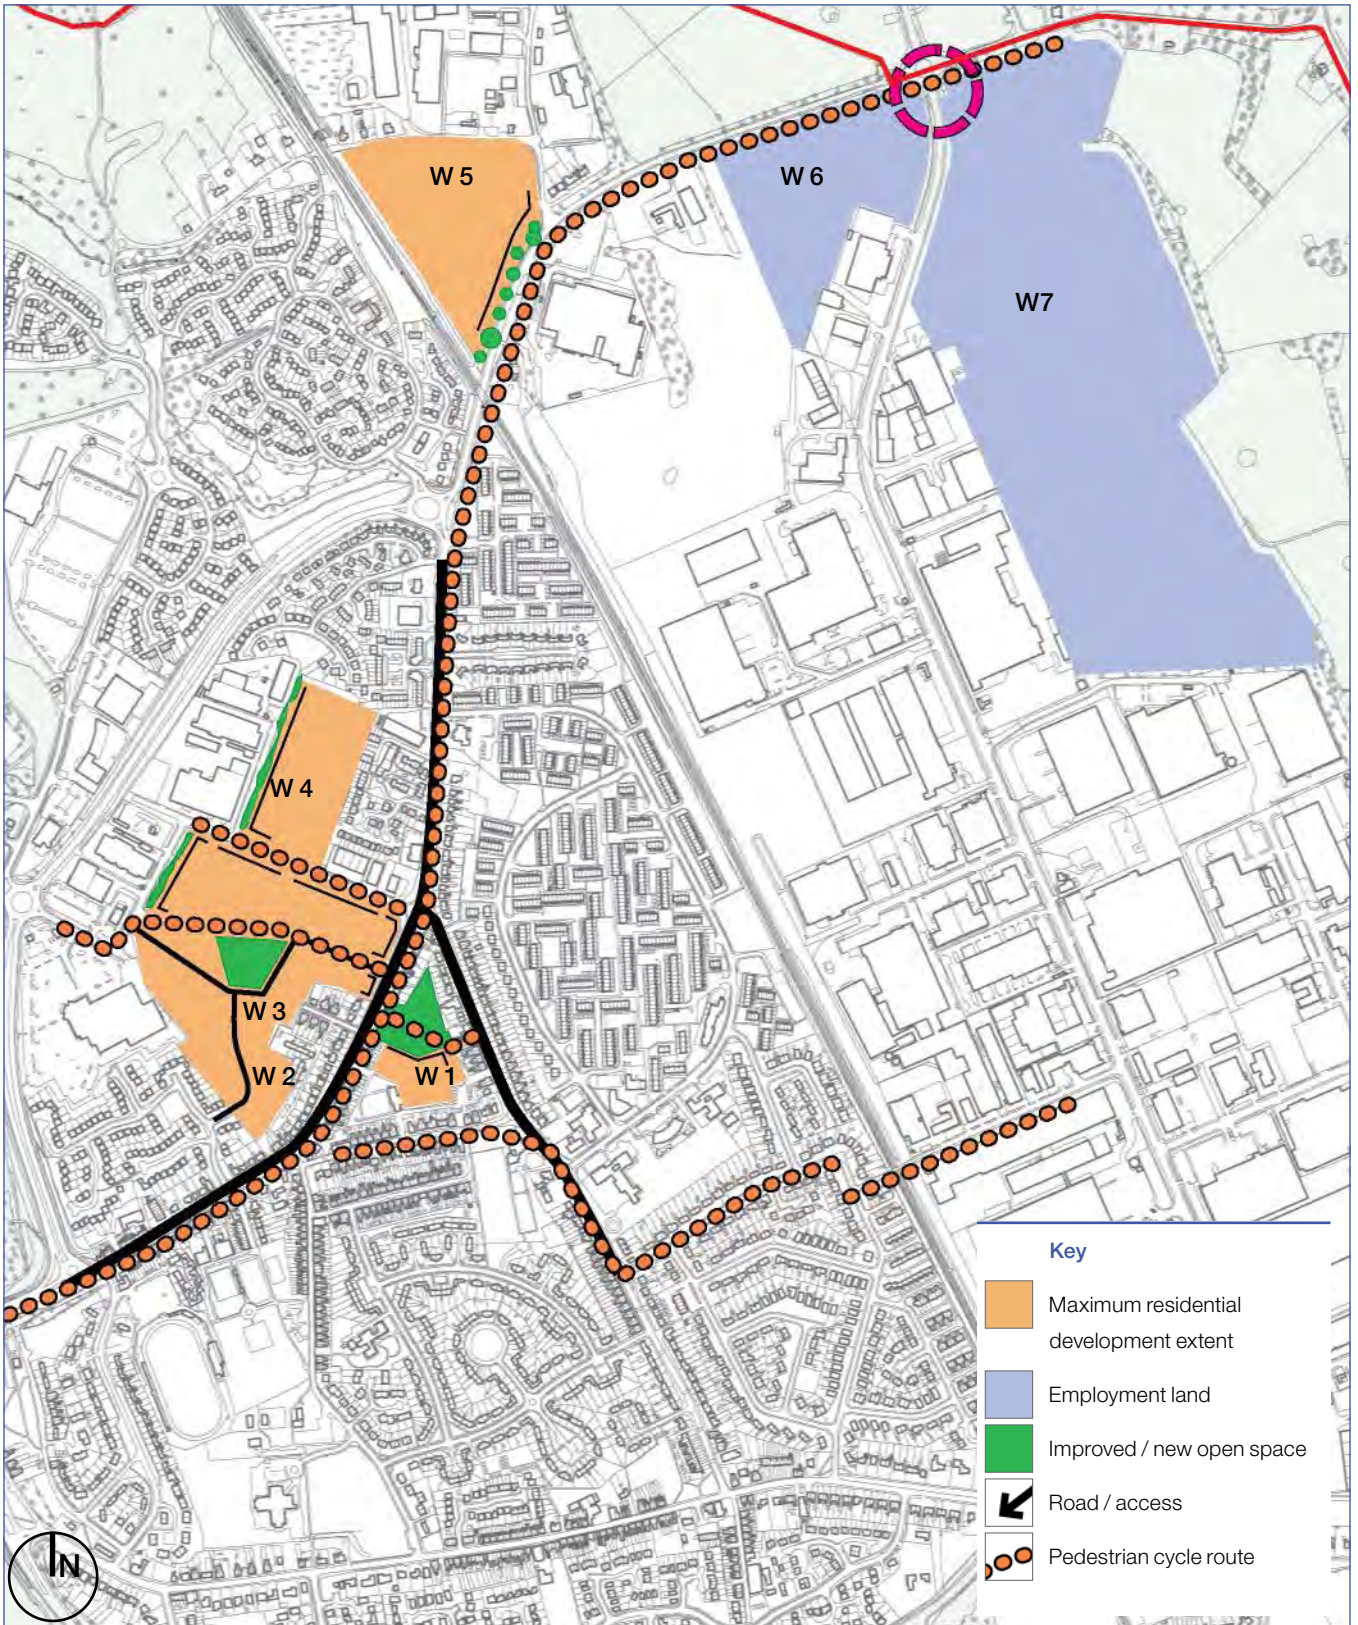 W 5
W 6
W7
W 4
W 3
W 2
W 1
Key
Maximum residential
development extent
Employment land
Improved / new open space
Road / access
Pedestrian cycle route
N